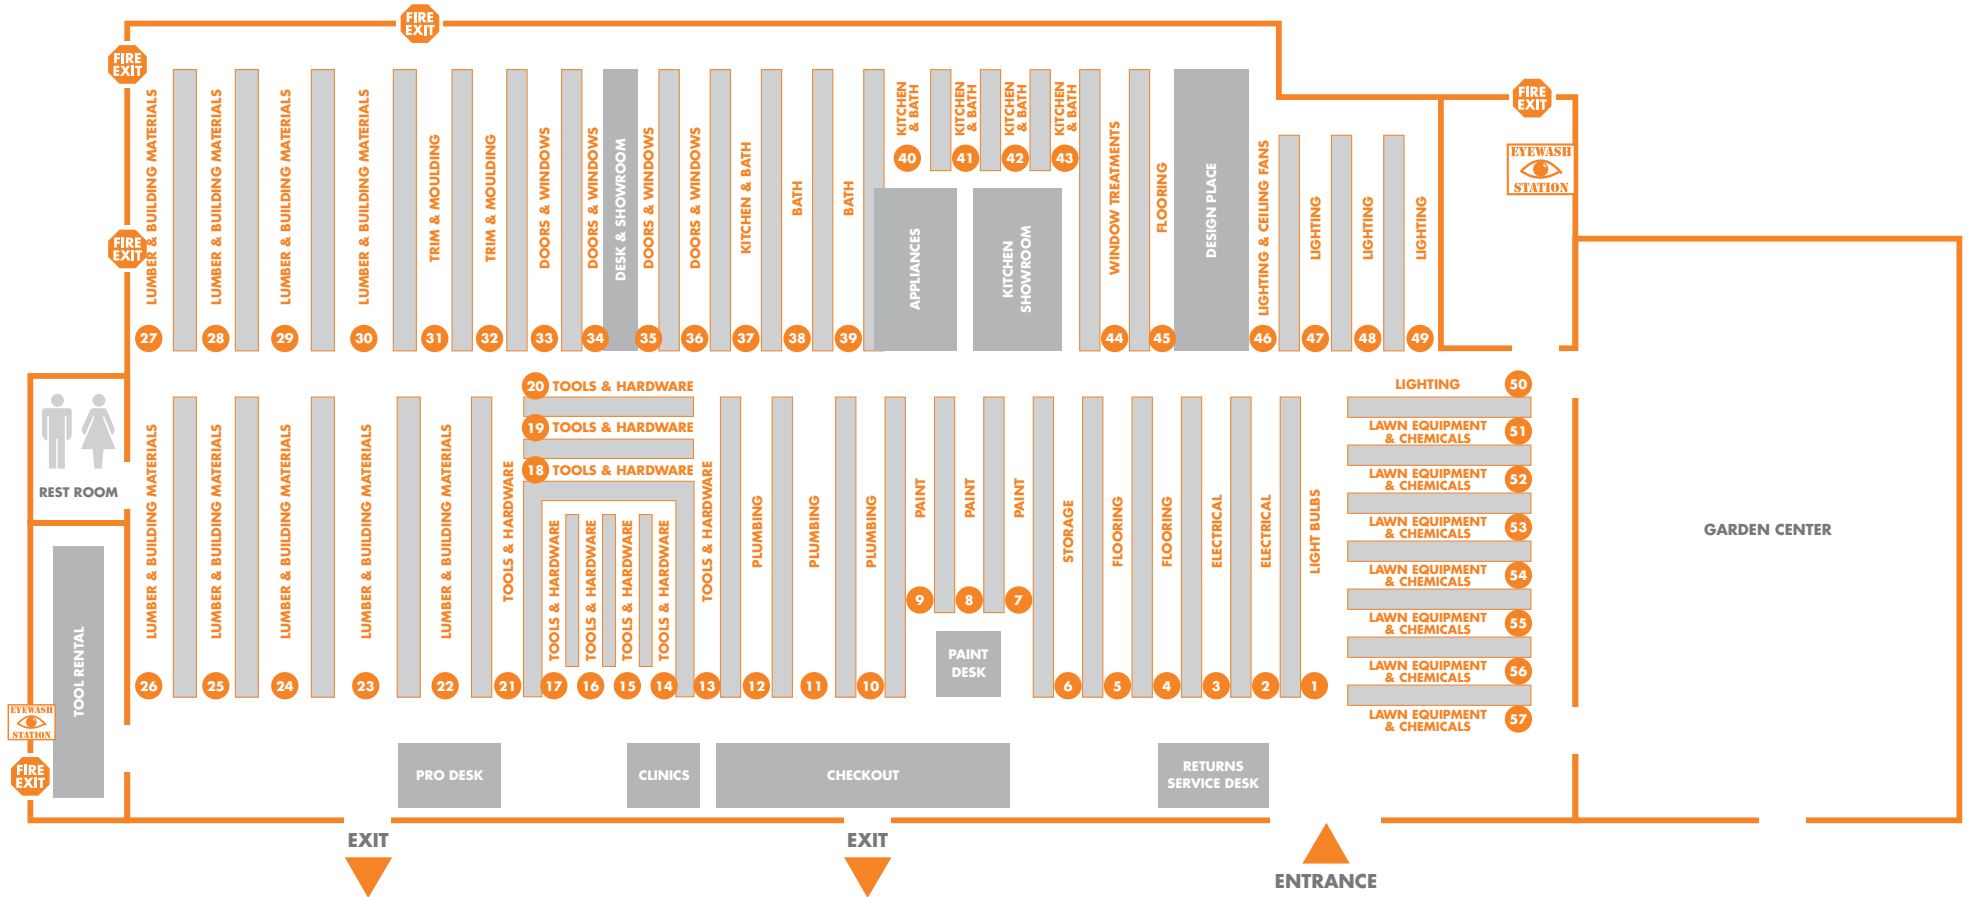 FIRE
EXIT
FIRE
EXIT
FIRE
EXIT
FIRE
EXIT
EYEWASH
STATION
LUMBER & BUILDING MATERIALS
27
LUMBER & BUILDING MATERIALS
28
LUMBER & BUILDING MATERIALS
29
LUMBER & BUILDING MATERIALS
30
TRIM & MOULDING
31
TRIM & MOULDING
32
DOORS & WINDOWS
33
DOORS & WINDOWS
34
DESK & SHOWROOM
DOORS & WINDOWS
35
DOORS & WINDOWS
36
KITCHEN & BATH
37
BATH
38
BATH
39
KITCHEN
& BATH
40
KITCHEN
& BATH
41
KITCHEN
& BATH
42
KITCHEN
& BATH
43
APPLIANCES
KITCHEN
SHOWROOM
WINDOW TREATMENTS
44
FLOORING
45
DESIGN PLACE
LIGHTING & CEILING FANS
46
LIGHTING
47
LIGHTING
48
LIGHTING
49
REST ROOM
TOOL RENTAL
EYEWASH
STATION
FIRE
EXIT
LUMBER & BUILDING MATERIALS
26
LUMBER & BUILDING MATERIALS
25
LUMBER & BUILDING MATERIALS
24
LUMBER & BUILDING MATERIALS
23
LUMBER & BUILDING MATERIALS
22
TOOLS & HARDWARE
21
20 TOOLS & HARDWARE
19 TOOLS & HARDWARE
18 TOOLS & HARDWARE
TOOLS & HARDWARE
17
TOOLS & HARDWARE
16
TOOLS & HARDWARE
15
TOOLS & HARDWARE
14
TOOLS & HARDWARE
13
PLUMBING
12
PLUMBING
11
PLUMBING
10
PAINT
9
PAINT
8
PAINT
7
PAINT
DESK
STORAGE
6
FLOORING
5
FLOORING
4
ELECTRICAL
3
ELECTRICAL
2
LIGHT BULBS
1
LIGHTING 50
LAWN EQUIPMENT
& CHEMICALS
51
LAWN EQUIPMENT
& CHEMICALS
52
LAWN EQUIPMENT
& CHEMICALS
53
LAWN EQUIPMENT
& CHEMICALS
54
LAWN EQUIPMENT
& CHEMICALS
55
LAWN EQUIPMENT
& CHEMICALS
56
LAWN EQUIPMENT
& CHEMICALS
57
GARDEN CENTER
PRO DESK
CLINICS
CHECKOUT
RETURNS
SERVICE DESK
EXIT
EXIT
ENTRANCE